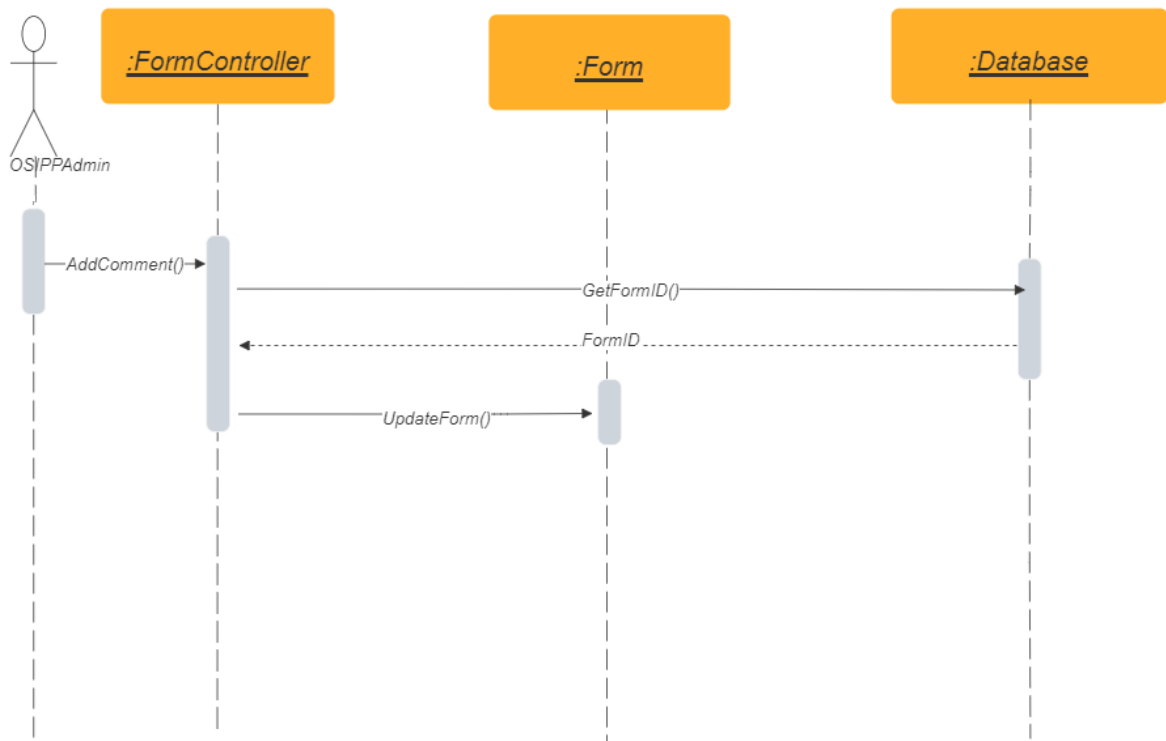 :FormController
:Form
:Database
OSIPPAdmin
AddComment()
GetFormID()
FormID
UpdateForm()